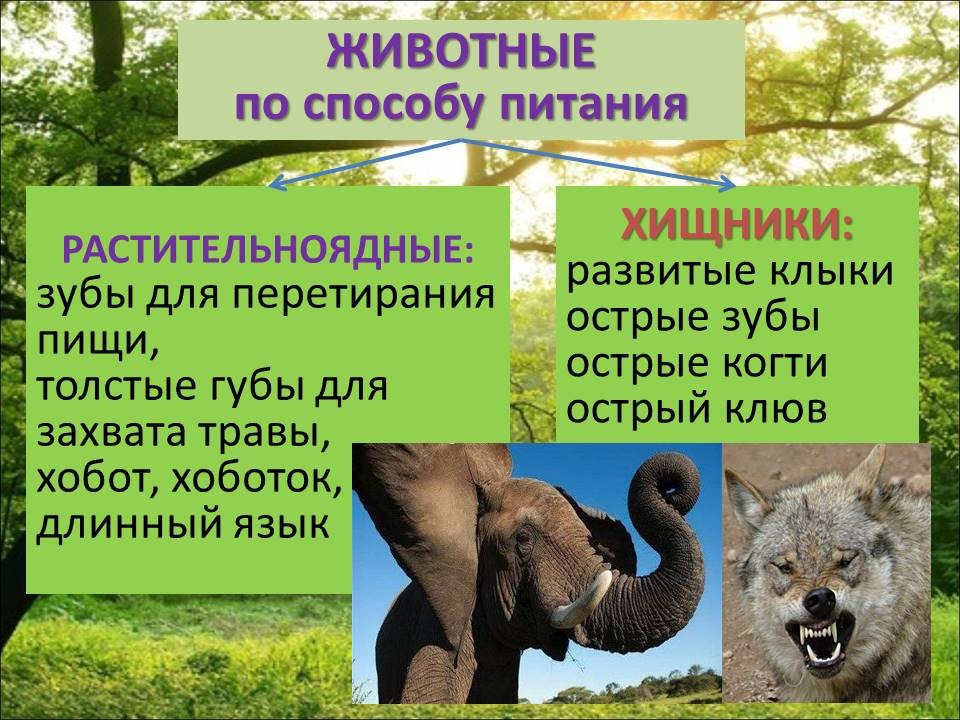 ЖИВОТНЫЕ
по способу питания
РАСТИТЕЛЬНОЯДНЫЕ:
зубы для перетирания
пищи,
толстые губы для
захвата травы,
хобот, хоботок,
длинный язык
ХИЩНИКИ:
развитые клыки
острые зубы
острые когти
острый клюв